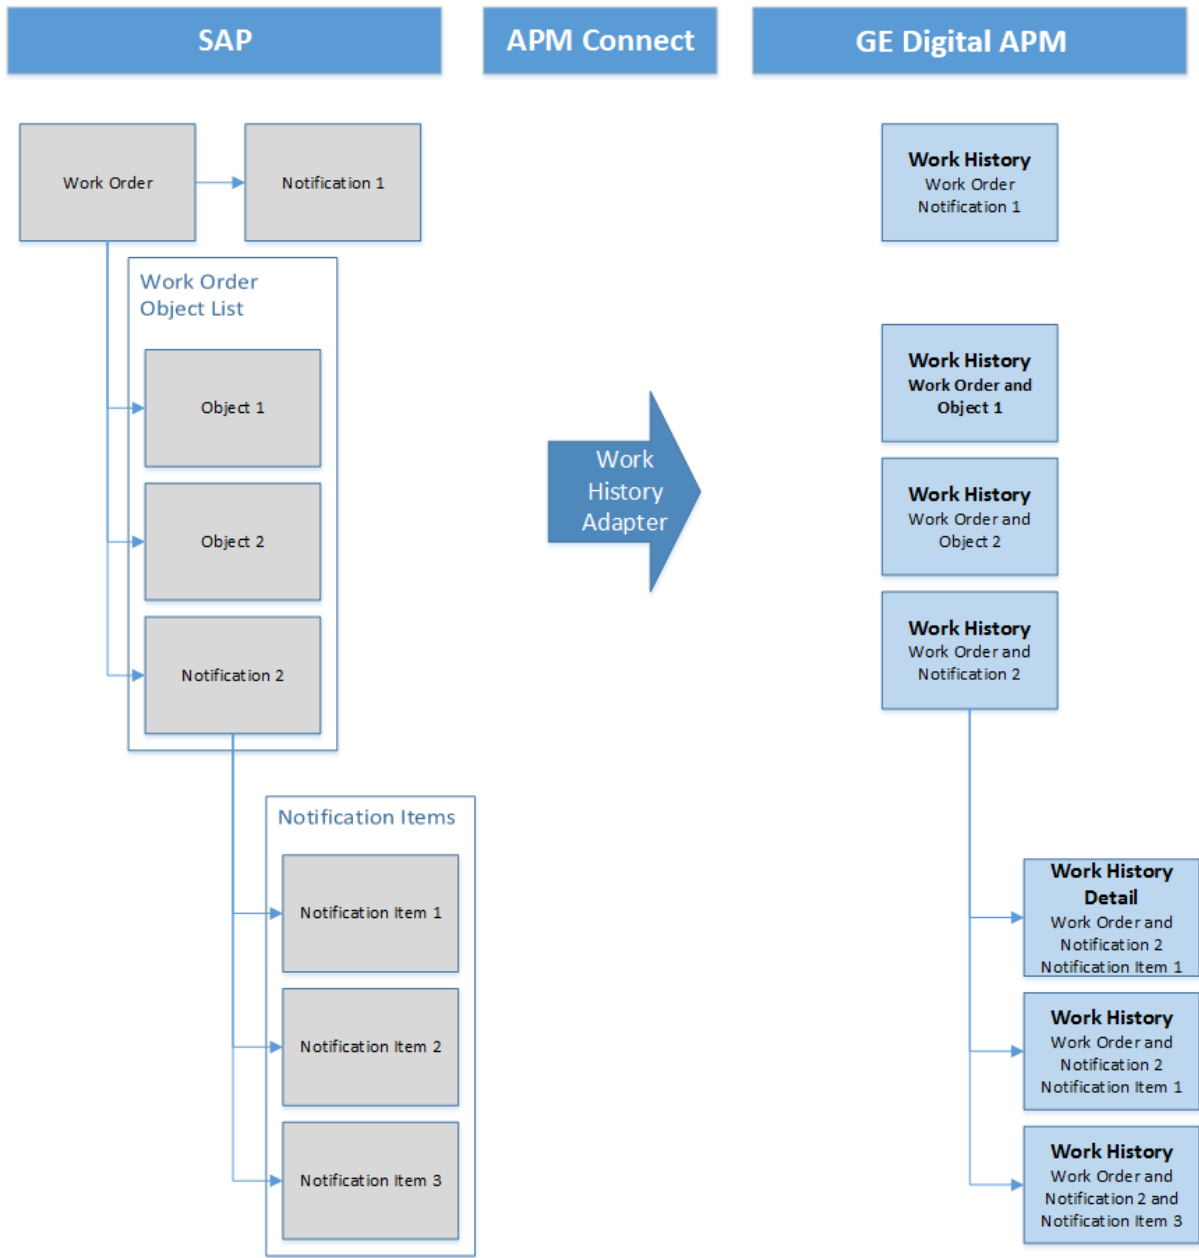 SAP
APM Connect
GE Digital APM
Work Order
Notification 1
Work Order
Object List
Object 1
Object 2
Notification 2
Notification Items
Notification Item 1
Notification Item 2
Notification Item 3
Work
History
Adapter
Work History
Work Order
Notification 1
Work History
Work Order and
Object 1
Work History
Work Order and
Object 2
Work History
Work Order and
Notification 2
Work History
Detail
Work Order and
Notification 2
Notification Item 1
Work History
Work Order and
Notification 2
Notification Item 1
Work History
Work Order and
Notification 2 and
Notification Item 3